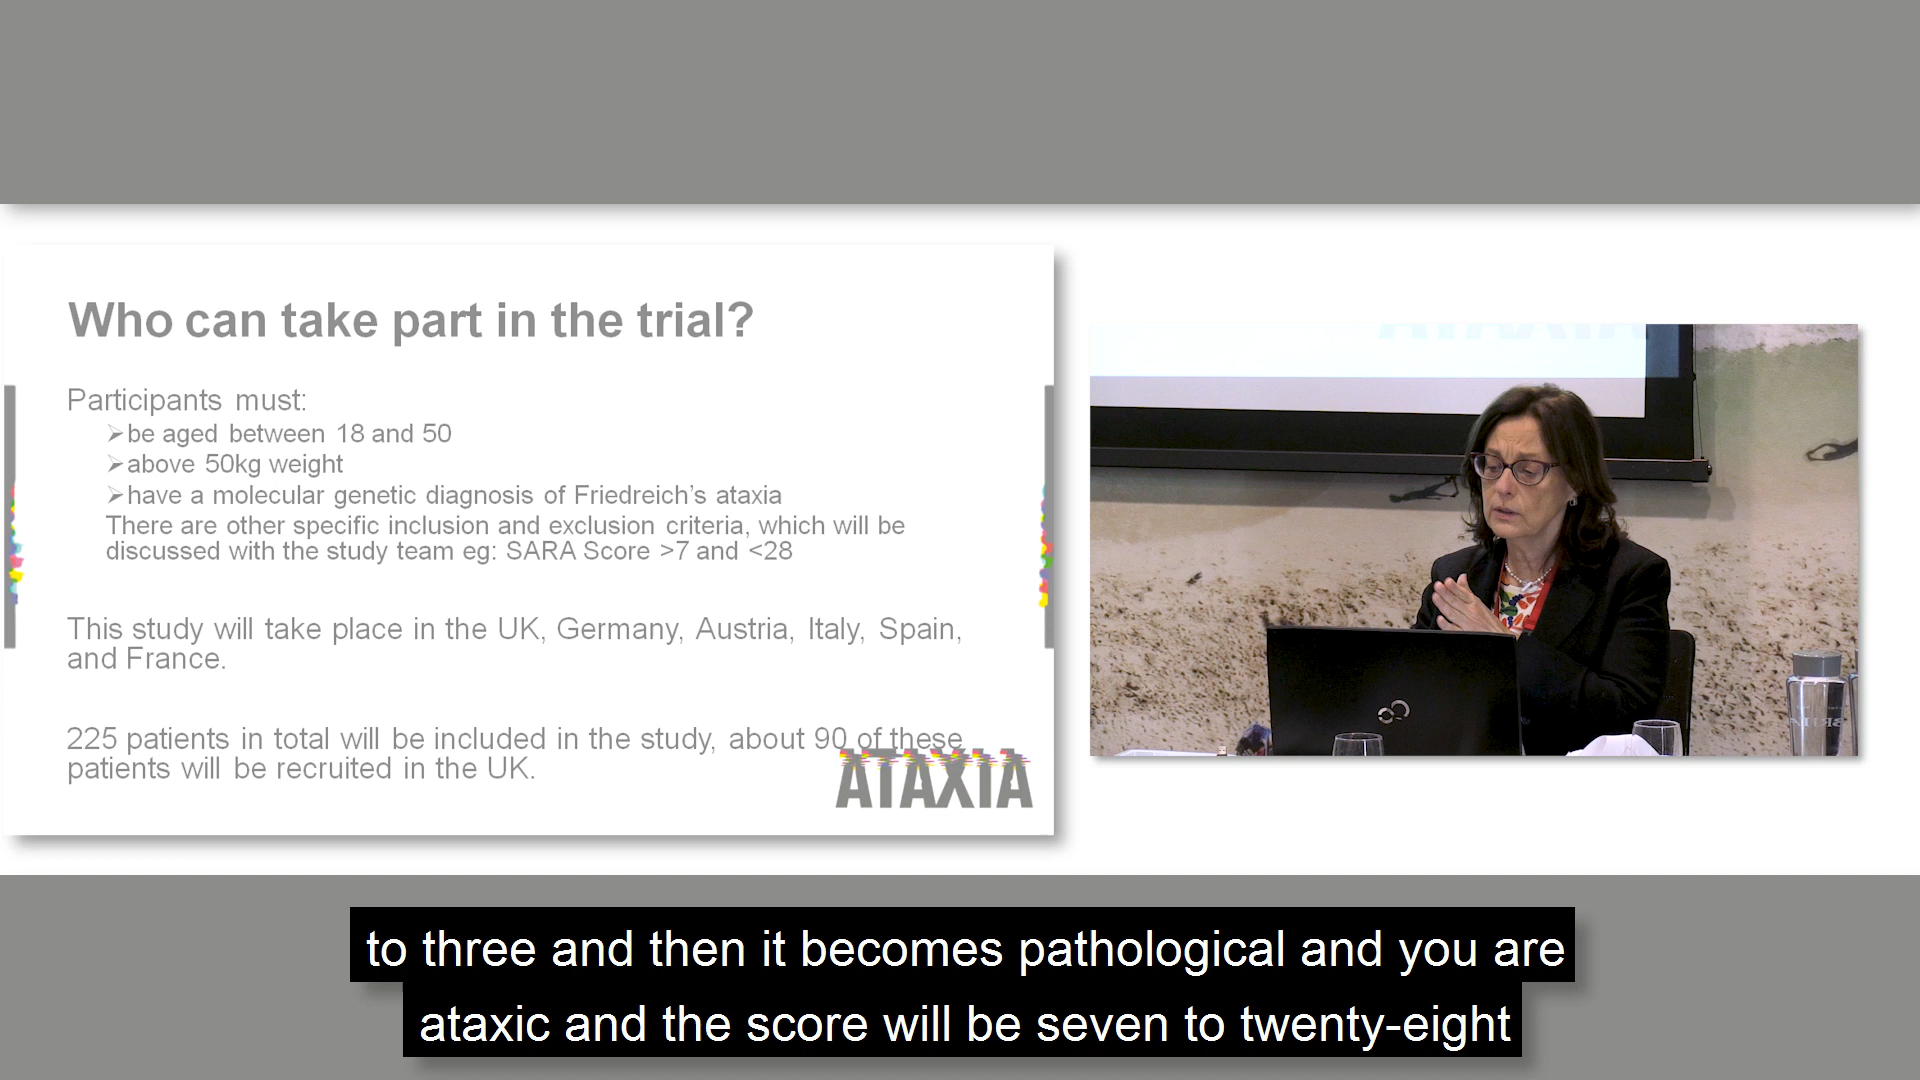 Who can take part in the trial?
Participants must:
➢be aged between 18 and 50
➢above 50kg weight
➢have a molecular genetic diagnosis of Friedreich’s ataxia
There are other specific inclusion and exclusion criteria, which will be
discussed with the study team eg: SARA Score >7 and <28
This study will take place in the UK, Germany, Austria, Italy, Spain,
and France.
225 patients in total will be included in the study, about 90 of these
patients will be recruited in the UK.
ATAXIA
to three and then it becomes pathological and you are
ataxic and the score will be seven to twenty-eight